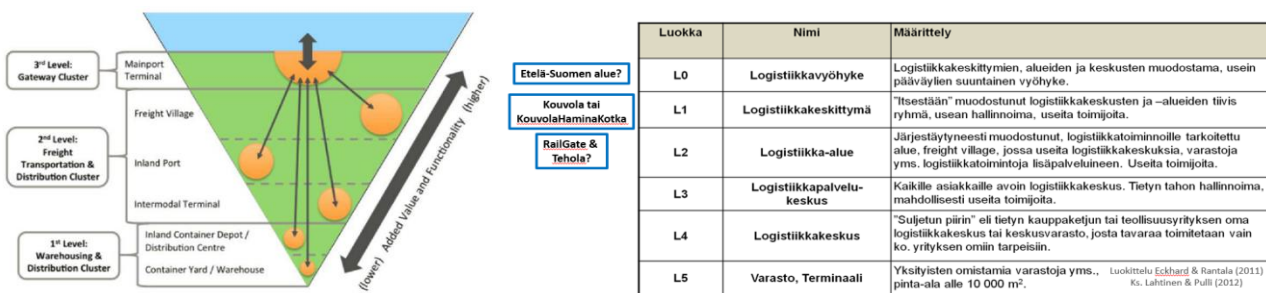 3rd Level:
Gateway Cluster
Mainport
Terminal
Freight Village
2nd Level:
Freight
Transportation &
Distribution Cluster
Inland Port
Intermodal Terminal
1st Level:
Warehousing &
Distribution Cluster
Inland Container Depot /
Distribution Centre
Container Yard / Warehouse
(lower) Added Value and Functionality (higher)
Etelä-Suomen alue?
Kouvola tai
KouvolaHaminaKotka
RailGate &
Tehola?
Luokka Nimi Määrittely
L0 Logistiikkavyöhyke Logistiikkakeskittymien, alueiden ja keskusten muodostama, usein
pääväylien suuntainen vyöhyke.
L1 Logistiikkakeskittymä "Itsestään" muodostunut logistiikkakeskusten ja –alueiden tiivis
ryhmä, usean hallinnoima, useita toimijoita.
L2 Logistiikka-alue Järjestäytyneesti muodostunut, logistiikkatoiminnoille tarkoitettu
alue, freight village, jossa useita logistiikkakeskuksia, varastoja
yms. logistiikkatoimintoja lisäpalveluineen. Useita toimijoita.
L3 Logistiikkapalvelu-
keskus Kaikille asiakkaille avoin logistiikkakeskus. Tietyn tahon hallinnoima,
mahdollisesti useita toimijoita.
L4 Logistiikkakeskus "Suljetun piirin" eli tietyn kauppaketjun tai teollisuusyrityksen oma
logistiikkakeskus tai keskusvarasto, josta tavaraa toimitetaan vain
ko. yrityksen omiin tarpeisiin.
L5 Varasto, Terminaali Yksityisten omistamia varastoja yms.,
pinta-ala alle 10 000 m².
Luokittelu Eckhard & Rantala (2011)
Ks. Lahtinen & Pulli (2012)